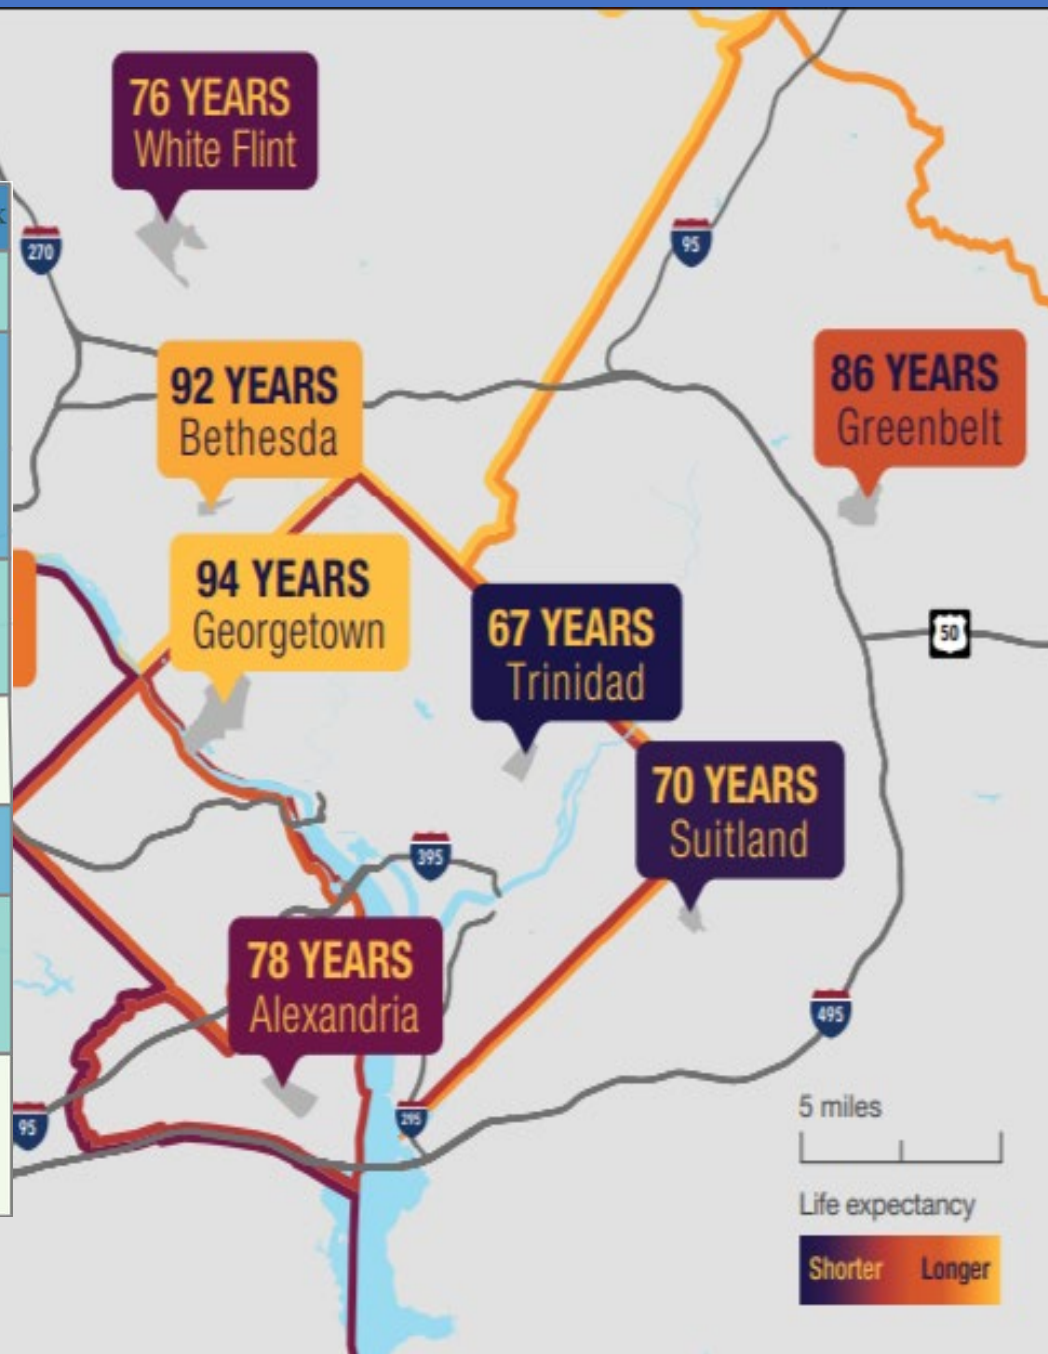 76 YEARS
White Flint
270
95
92 YEARS
Bethesda
86 YEARS
Greenbelt
94 YEARS
Georgetown
67 YEARS
Trinidad
50
70 YEARS
Suitland
395
78 YEARS
Alexandria
495
95
295
5 miles
Life expectancy
Shorter Longer